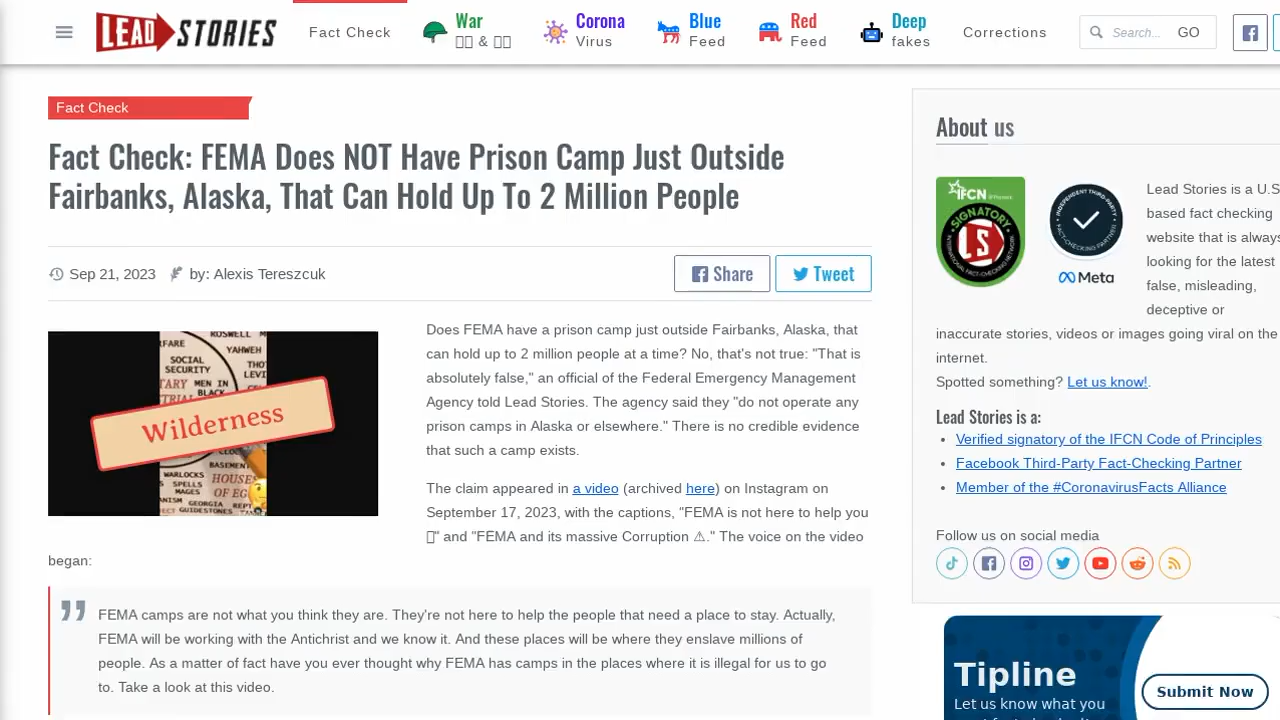 LEAD STORIES
Fact Check
War
&
Corona
Virus
Blue
Feed
Red
Feed
Deep
fakes
Corrections
Search...
GO
Fact Check
Fact Check: FEMA Does NOT Have Prison Camp Just Outside
Fairbanks, Alaska, That Can Hold Up To 2 Million People
Sep 21, 2023 by: Alexis Tereszcuk
Share
Tweet
SOCIAL
SECURITY
YAHWEH
MEN IN
BLACK
Wilderness
WARLOCKS
SPELLS
MAGES
GEORGIA
GUIDESTONES
Does FEMA have a prison camp just outside Fairbanks, Alaska, that
can hold up to 2 million people at a time? No, that's not true: "That is
absolutely false," an official of the Federal Emergency Management
Agency told Lead Stories. The agency said they "do not operate any
prison camps in Alaska or elsewhere." There is no credible evidence
that such a camp exists.
The claim appeared in a video (archived here) on Instagram on
September 17, 2023, with the captions, "FEMA is not here to help you
" and "FEMA and its massive Corruption ⚠." The voice on the video
began:
FEMA camps are not what you think they are. They're not here to help the people that need a place to stay. Actually,
FEMA will be working with the Antichrist and we know it. And these places will be where they enslave millions of
people. As a matter of fact have you ever thought why FEMA has camps in the places where it is illegal for us to go
to. Take a look at this video.
About us
IFCN
SIGNATORY
LS
INDEPENDENT THIRD-PARTY
FACT-CHECKING PARTNER
Meta
Lead Stories is a U.S
based fact checking
website that is always
looking for the latest
false, misleading,
deceptive or
inaccurate stories, videos or images going viral on the
internet.
Spotted something? Let us know!.
Lead Stories is a:
• Verified signatory of the IFCN Code of Principles
• Facebook Third-Party Fact-Checking Partner
• Member of the #CoronavirusFacts Alliance
Follow us on social media
Tipline
Let us know what you
Submit Now